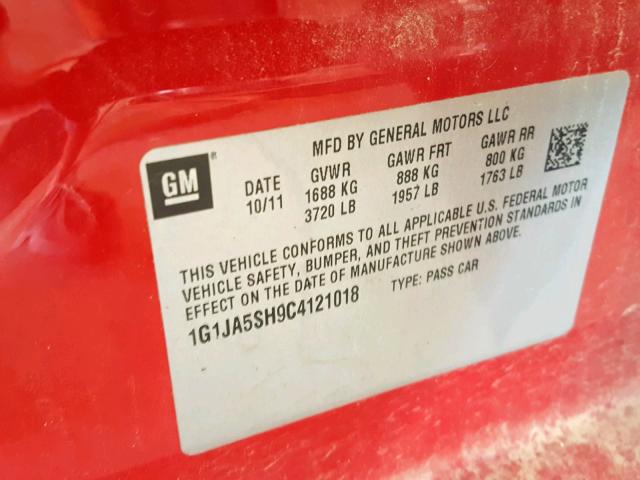 MFD BY GENERAL MOTORS LLC
GM
DATE GVWR GAWR FRT GAWR RR
10/11 1688 KG 888 KG 800 KG
3720 LB 1957 LB 1763 LB
THIS VEHICLE CONFORMS TO ALL APPLICABLE U.S. FEDERAL MOTOR
VEHICLE SAFETY, BUMPER, AND THEFT PREVENTION STANDARDS IN
EFFECT ON THE DATE OF MANUFACTURE SHOWN ABOVE.
1G1JA5SH9C4121018 TYPE: PASS CAR